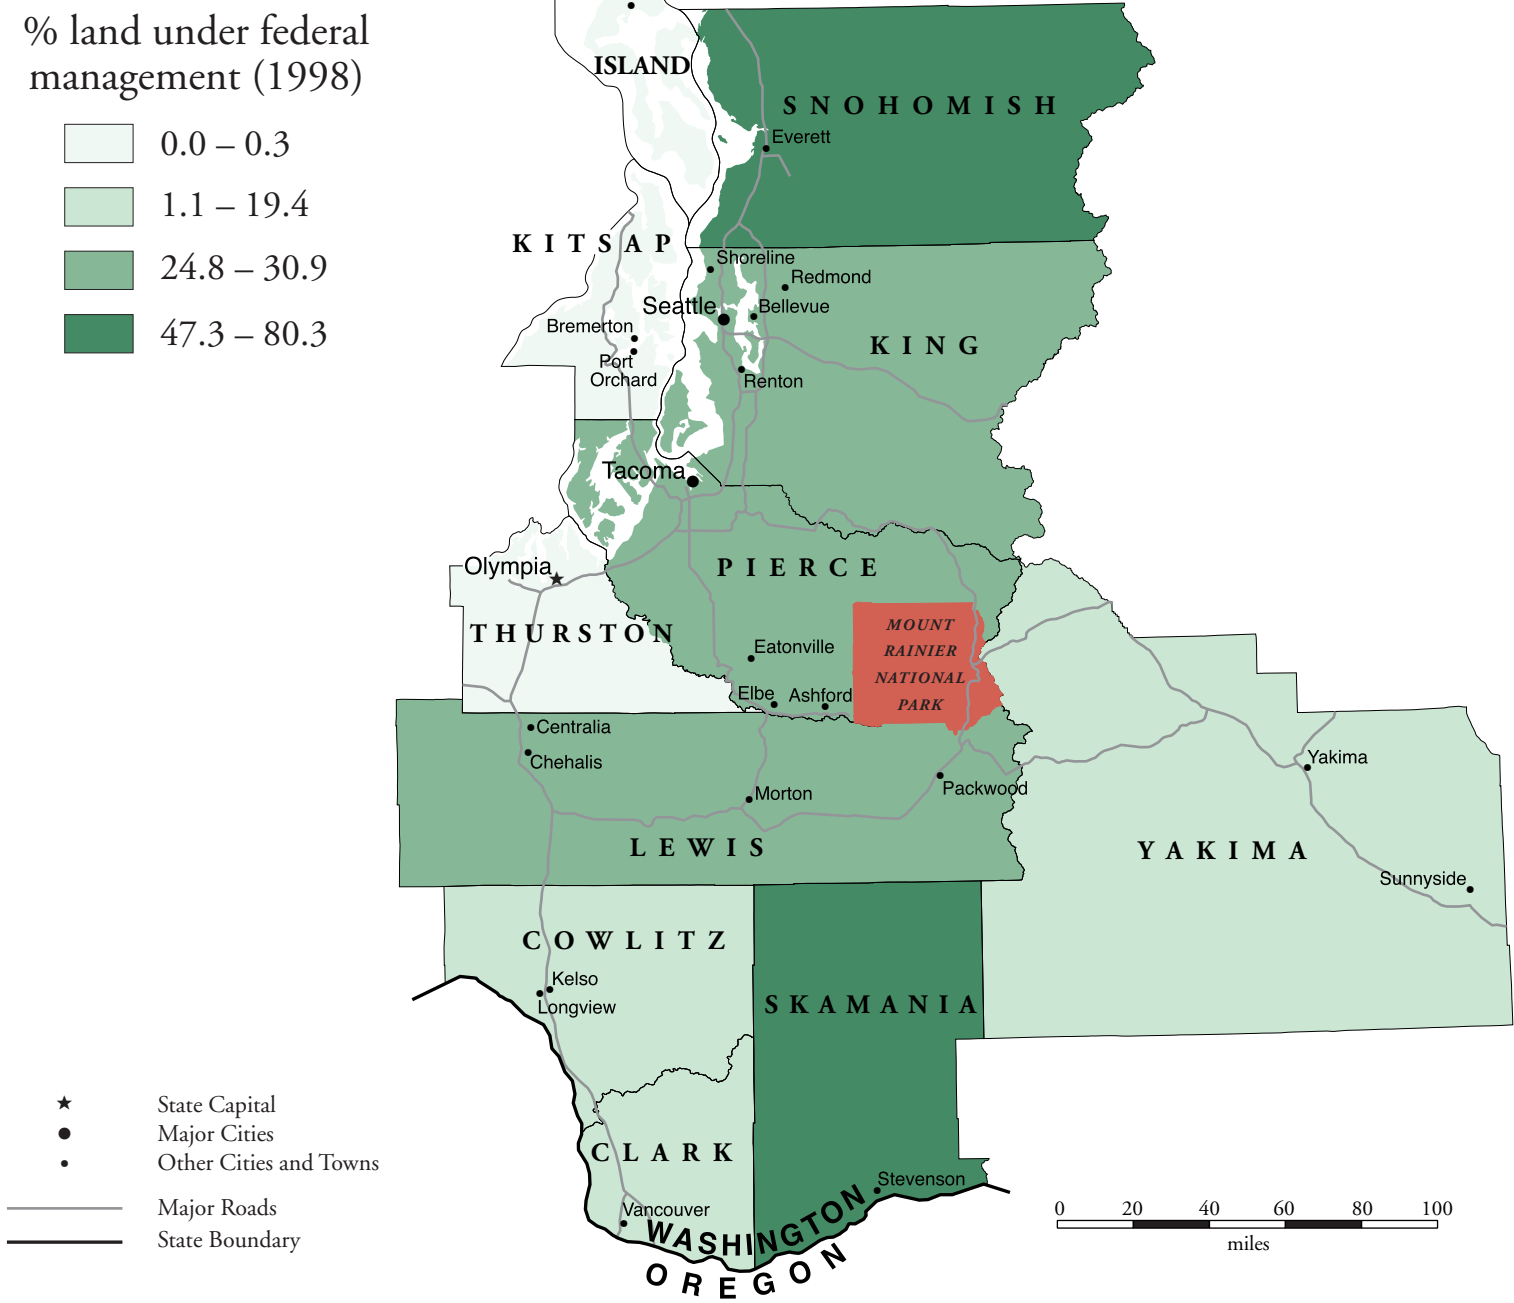 % land under federal
management (1998)
0.0 – 0.3
1.1 – 19.4
24.8 – 30.9
47.3 – 80.3
ISLAND
SNOHOMISH
Everett
KITSAP
Shoreline
Redmond
Seattle
Bellevue
Bremerton
Port
Orchard
KING
Renton
Tacoma
Olympia
PIERCE
THURSTON
MOUNT
RAINIER
NATIONAL
PARK
Eatonville
Elbe
Ashford
Centralia
Chehalis
Morton
Packwood
LEWIS
Yakima
YAKIMA
Sunnyside
COWLITZ
Kelso
Longview
SKAMANIA
CLARK
Vancouver
Stevenson
WASHINGTON
OREGON
State Capital
Major Cities
Other Cities and Towns
Major Roads
State Boundary
0 20 40 60 80 100
miles